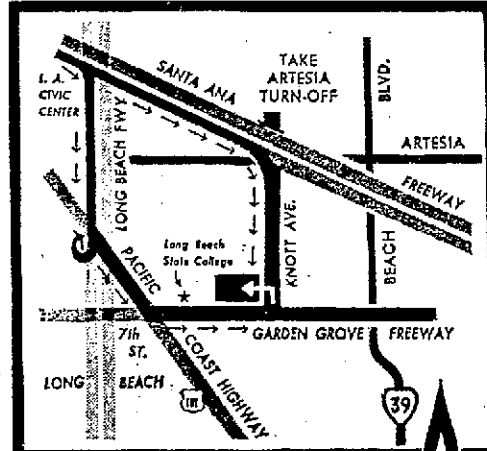 L. A.
CIVIC
CENTER
SANTA ANA
FREEWAY
TAKE
ARTESIA
TURN-OFF
BEACH BLVD.
ARTESIA
LONG BEACH FWY
KNOTT AVE.
Long Beach
State College
PACIFIC
COAST HIGHWAY
7th
ST.
GARDEN GROVE FREEWAY
LONG BEACH
39